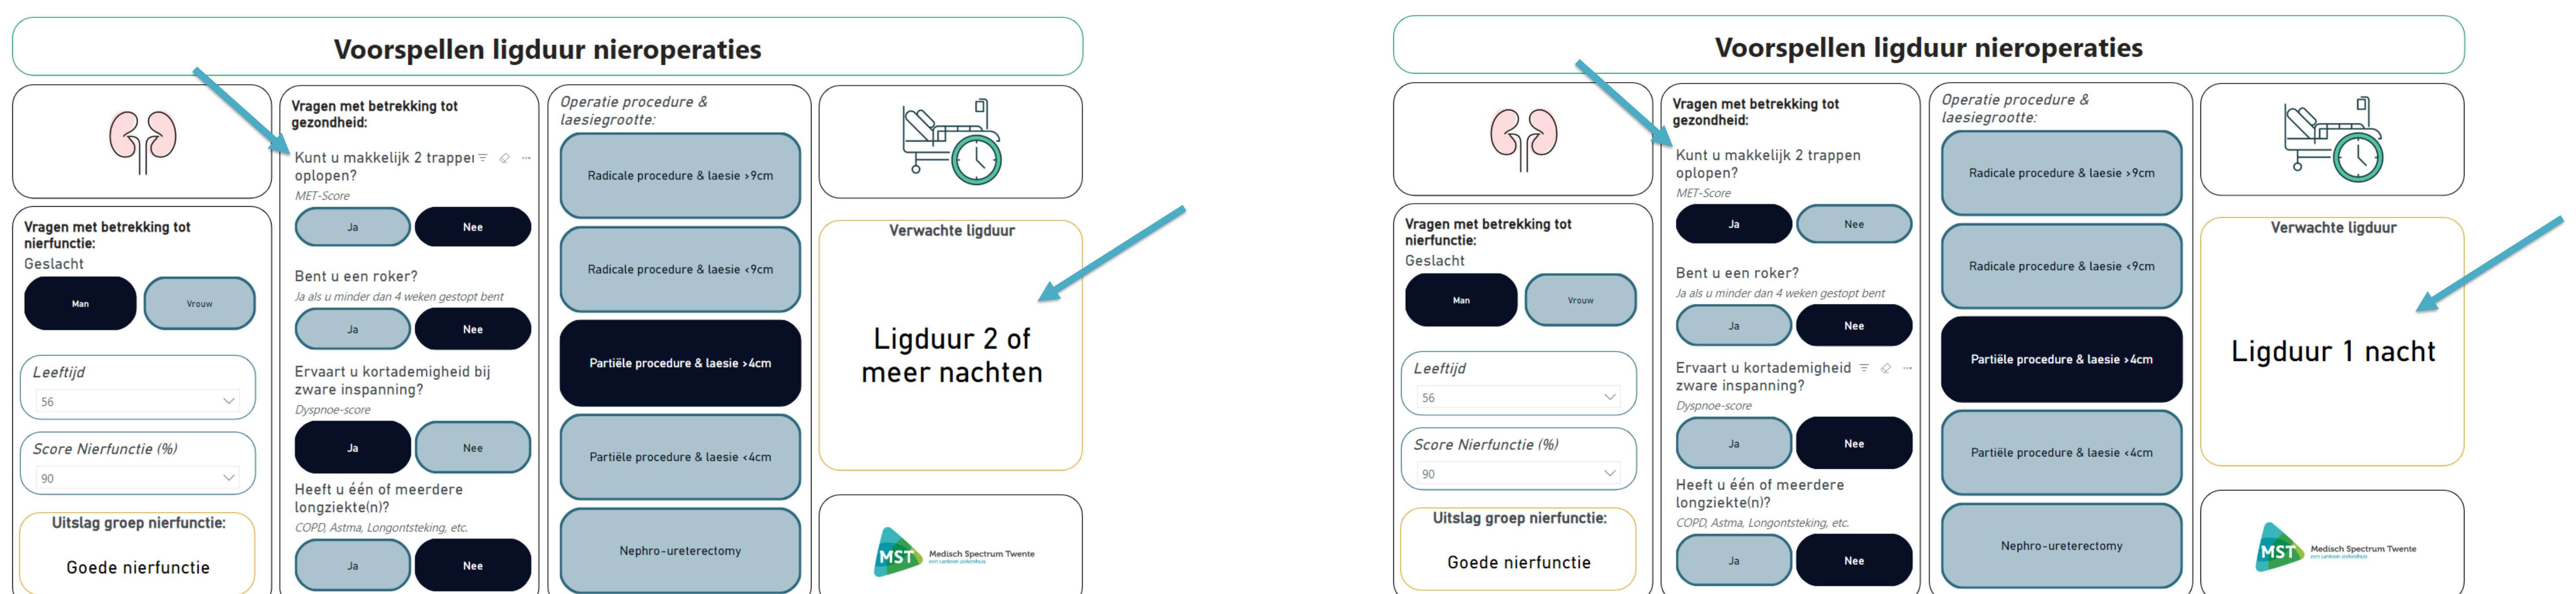 Voorspellen ligduur nieroperaties
Vragen met betrekking tot
nierfunctie:
Geslacht
Man
Vrouw
Leeftijd
56
Score Nierfunctie (%)
90
Uitslag groep nierfunctie:
Goede nierfunctie
Vragen met betrekking tot
gezondheid:
Kunt u makkelijk 2 trapper
oplopen?
MET-Score
Ja
Nee
Bent u een roker?
Ja als u minder dan 4 weken gestopt bent
Ja
Nee
Ervaart u kortademigheid bij
zware inspanning?
Dyspnoe-score
Ja
Nee
Heeft u één of meerdere
longziekte(n)?
COPD, Astma, Longontsteking, etc.
Ja
Nee
Operatie procedure &
laesiegrootte:
Radicale procedure & laesie >9cm
Radicale procedure & laesie <9cm
Partiële procedure & laesie >4cm
Partiële procedure & laesie <4cm
Nephro-ureterectomy
Verwachte ligduur
Ligduur 2 of
meer nachten
MST
Medisch Spectrum Twente
een santeon ziekenhuis
Voorspellen ligduur nieroperaties
Vragen met betrekking tot
nierfunctie:
Geslacht
Man
Vrouw
Leeftijd
56
Score Nierfunctie (%)
90
Uitslag groep nierfunctie:
Goede nierfunctie
Vragen met betrekking tot
gezondheid:
Kunt u makkelijk 2 trappen
oplopen?
MET-Score
Ja
Nee
Bent u een roker?
Ja als u minder dan 4 weken gestopt bent
Ja
Nee
Ervaart u kortademigheid
zware inspanning?
Dyspnoe-score
Ja
Nee
Heeft u één of meerdere
longziekte(n)?
COPD, Astma, Longontsteking, etc.
Ja
Nee
Operatie procedure &
laesiegrootte:
Radicale procedure & laesie >9cm
Radicale procedure & laesie <9cm
Partiële procedure & laesie >4cm
Partiële procedure & laesie <4cm
Nephro-ureterectomy
Verwachte ligduur
Ligduur 1 nacht
MST
Medisch Spectrum Twente
een santeon ziekenhuis